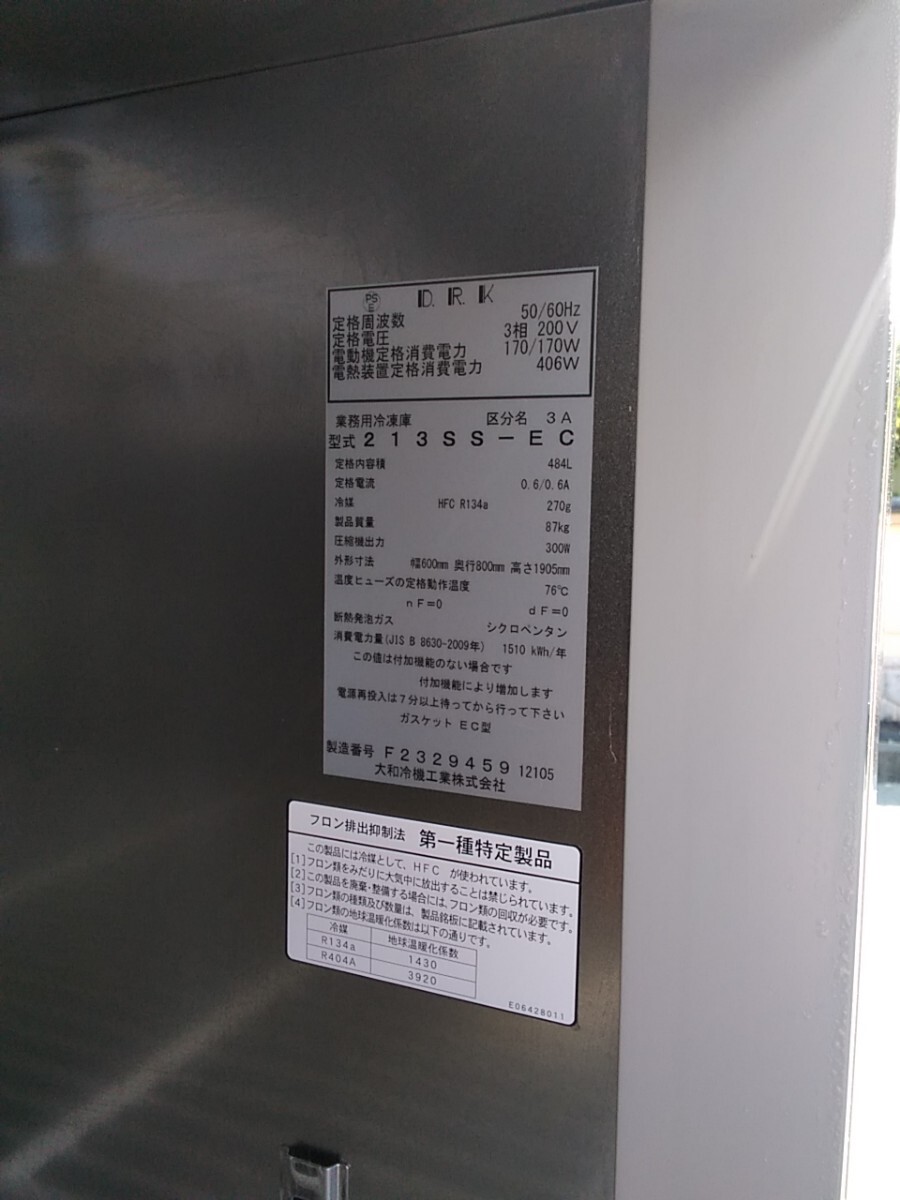 PS E D.R.K
定格周波数 50/60Hz
定格電圧 3相 200V
電動機定格消費電力 170/170W
電熱装置定格消費電力 406W
業務用冷凍庫 区分名 3A
型式 213SS-EC
定格内容積 484L
定格電流 0.6/0.6A
冷媒 HFC R134a 270g
製品質量 87kg
圧縮機出力 300W
外形寸法 幅600mm 奥行800mm 高さ1905mm
温度ヒューズの定格動作温度 76℃
nF=0 dF=0
断熱発泡ガス シクロペンタン
消費電力量(JIS B 8630-2009年) 1510 kWh/年
この値は付加機能のない場合です
付加機能により増加します
電源再投入は7分以上待ってから行って下さい
ガスケット EC型
製造番号 F2329459 12105
大和冷機工業株式会社
フロン排出抑制法 第一種特定製品
この製品には冷媒として、HFC が使われています。
[1]フロン類をみだりに大気中に放出することは禁じられています。
[2]この製品を廃棄・整備する場合には、フロン類の回収が必要です。
[3]フロン類の種類及び数量は、製品銘板に記載されています。
[4]フロン類の地球温暖化係数は以下の通りです。
冷媒 地球温暖化係数
R134a 1430
R404A 3920
E06428011